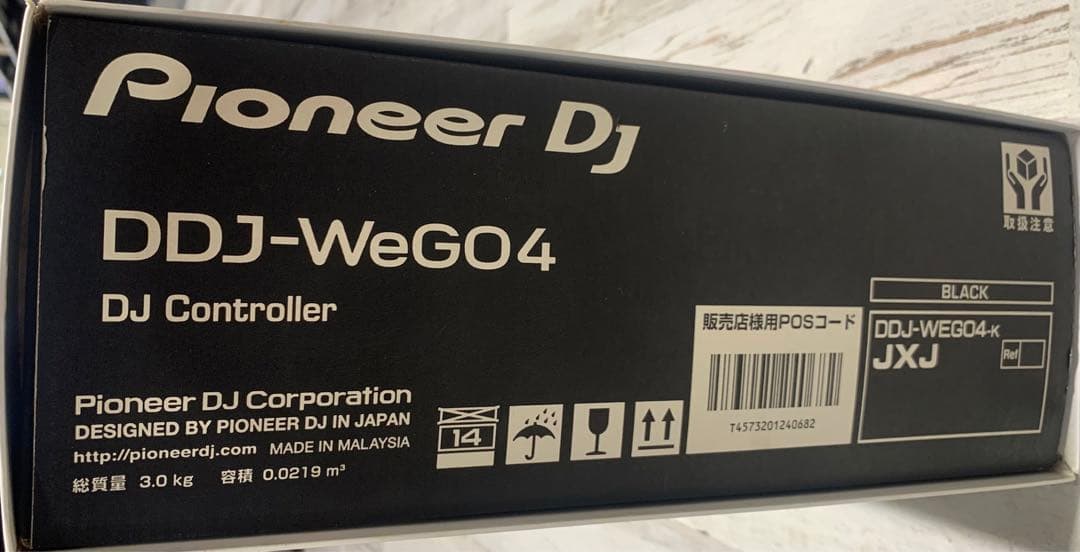 Pioneer Dj
DDJ-WeGO4
DJ Controller
Pioneer DJ Corporation
DESIGNED BY PIONEER DJ IN JAPAN
http://pioneerdj.com MADE IN MALAYSIA
総質量 3.0 kg 容積 0.0219 m³
14
販売店様用POSコード
T4573201240682
取扱注意
BLACK
DDJ-WEGO4-K
JXJ
Ref